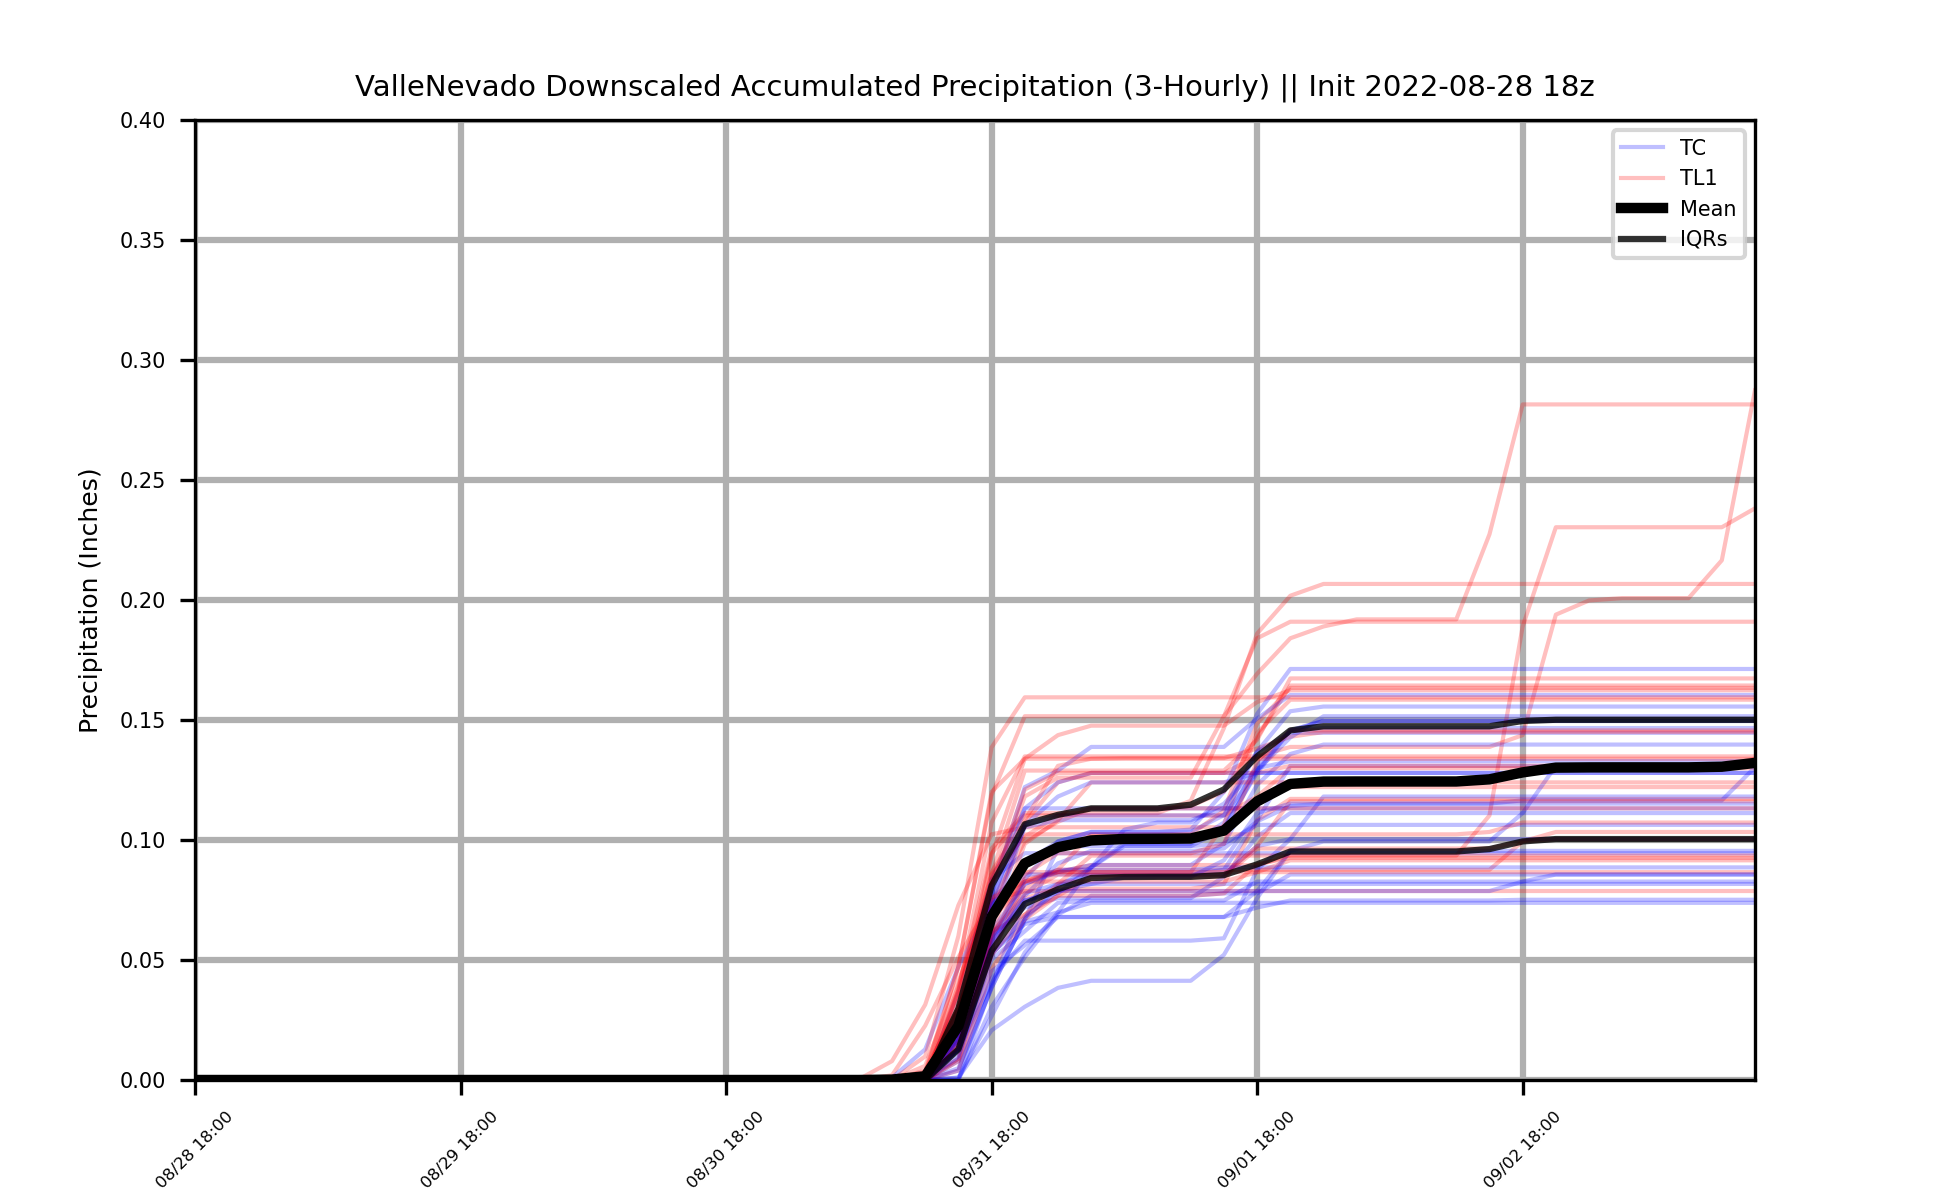 ValleNevado Downscaled Accumulated Precipitation (3-Hourly) || Init 2022-08-28 18z
0.40
0.35
0.30
0.25
0.20
0.15
0.10
0.05
0.00
Precipitation (Inches)
TC
TL1
Mean
IQRs
08/28 18:00
08/29 18:00
08/30 18:00
08/31 18:00
09/01 18:00
09/02 18:00